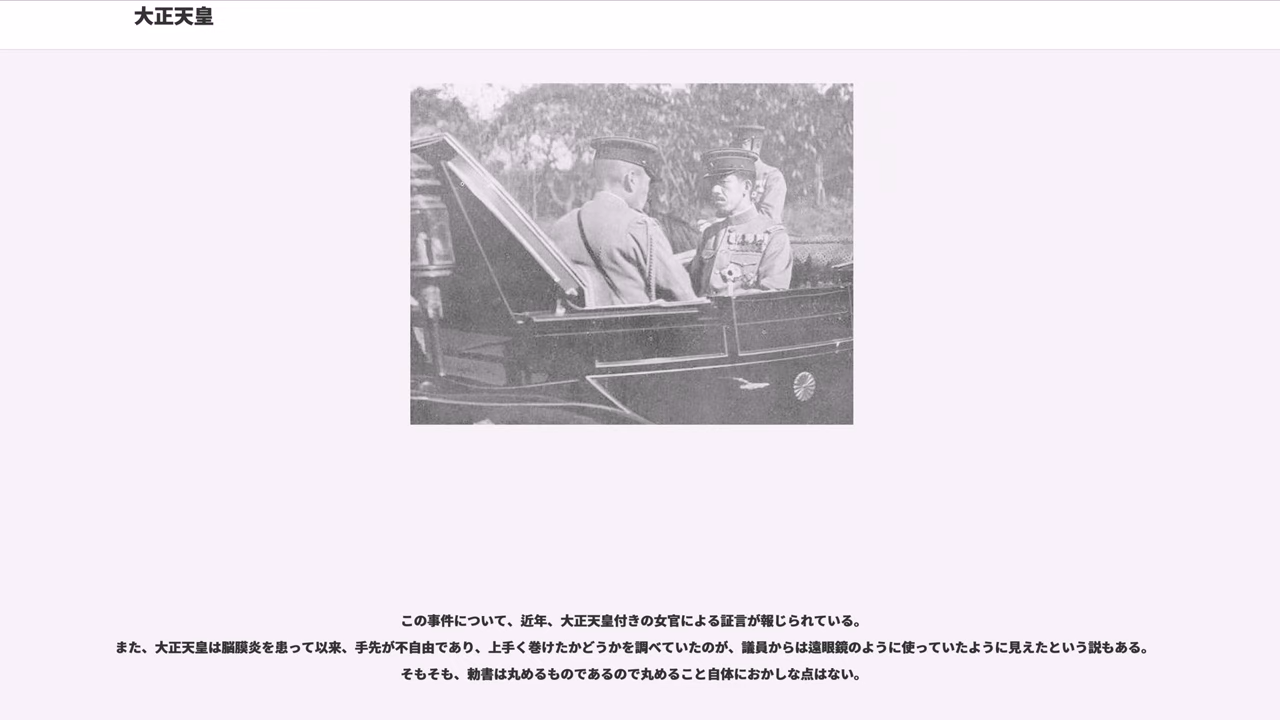 大正天皇
この事件について、近年、大正天皇付きの女官による証言が報じられている。
また、大正天皇は脳膜炎を患って以来、手先が不自由であり、上手く巻けたかどうかを調べていたのが、議員からは遠眼鏡のように使っていたように見えたという説もある。
そもそも、勅書は丸めるものであるので丸めること自体におかしな点はない。